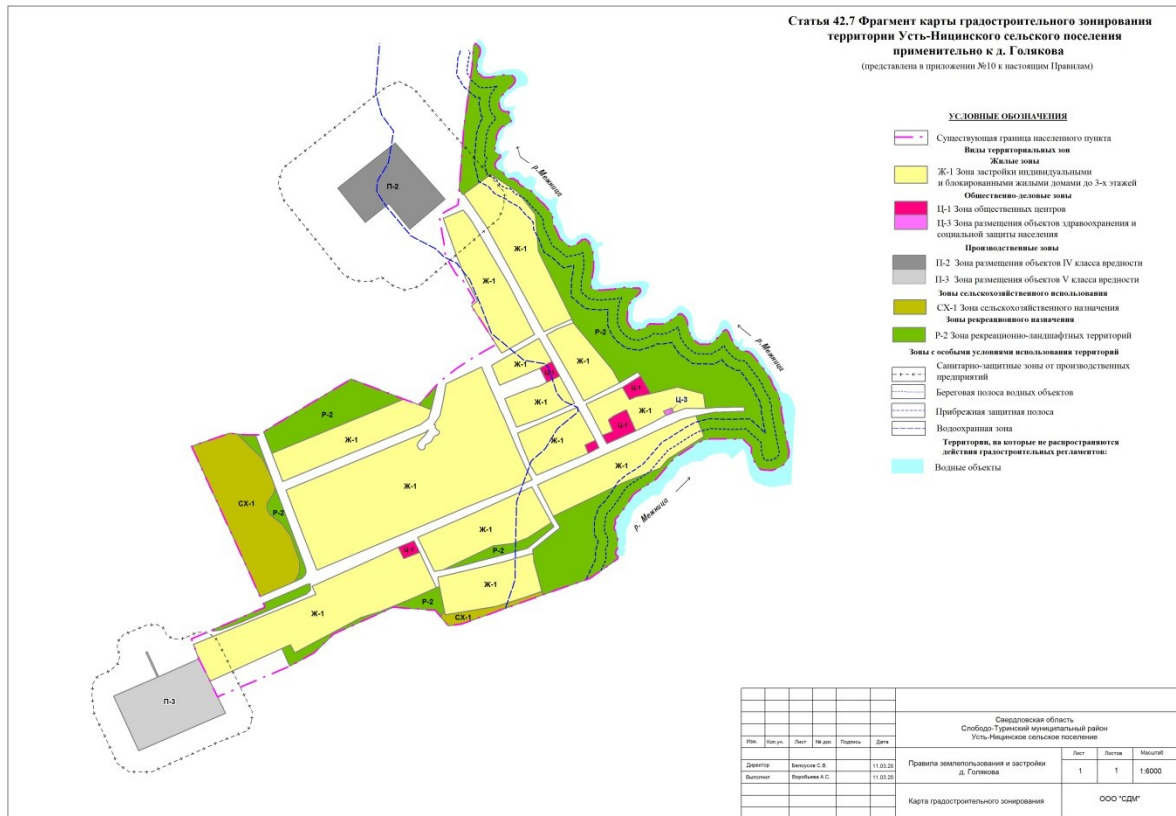 Статья 42.7 Фрагмент карты градостроительного зонирования
территории Усть-Ницинского сельского поселения
применительно к д. Голякова
(представлена в приложении №10 к настоящим Правилам)
УСЛОВНЫЕ ОБОЗНАЧЕНИЯ
Существующая граница населенного пункта
Виды территориальных зон
Жилые зоны
Ж-1 Зона застройки индивидуальными
и блокированными жилыми домами до 3-х этажей
Общественно-деловые зоны
Ц-1 Зона общественных центров
Ц-3 Зона размещения объектов здравоохранения и
социальной защиты населения
Производственные зоны
П-2 Зона размещения объектов IV класса вредности
П-3 Зона размещения объектов V класса вредности
Зоны сельскохозяйственного использования
СХ-1 Зона сельскохозяйственного назначения
Зоны рекреационного назначения
Р-2 Зона рекреационно-ландшафтных территорий
Зоны с особыми условиями использования территорий
Санитарно-защитные зоны от производственных
предприятий
Береговая полоса водных объектов
Прибрежная защитная полоса
Водоохранная зона
Территории, на которые не распространяются
действия градостроительных регламентов:
Водные объекты
П-2
р.Межница
Ж-1
Ж-1
Р-2
р.Межница
Ж-1
Ж-1
Ц-1
Ц-1
Ж-1
Ц-3
Ж-1
Р-2
Ц-1
Ж-1
Ж-1
Ж-1
Ж-1
СХ-1
Р-2
р. Межница
Ж-1
Ц-1
Р-2
Ж-1
Р-2
Ж-1
СХ-1
П-3
Свердловская область
Слободо-Туринский муниципальный район
Усть-Ницинское сельское поселение
Изм. Кол.уч. Лист № док Подпись Дата
Директор Белоусов С.В. 11.03.20
Выполнил Воробьева А.С. 11.03.20
Правила землепользования и застройки
д. Голякова
Лист Листов Масштаб
1 1 1:6000
Карта градостроительного зонирования
ООО "СДМ"